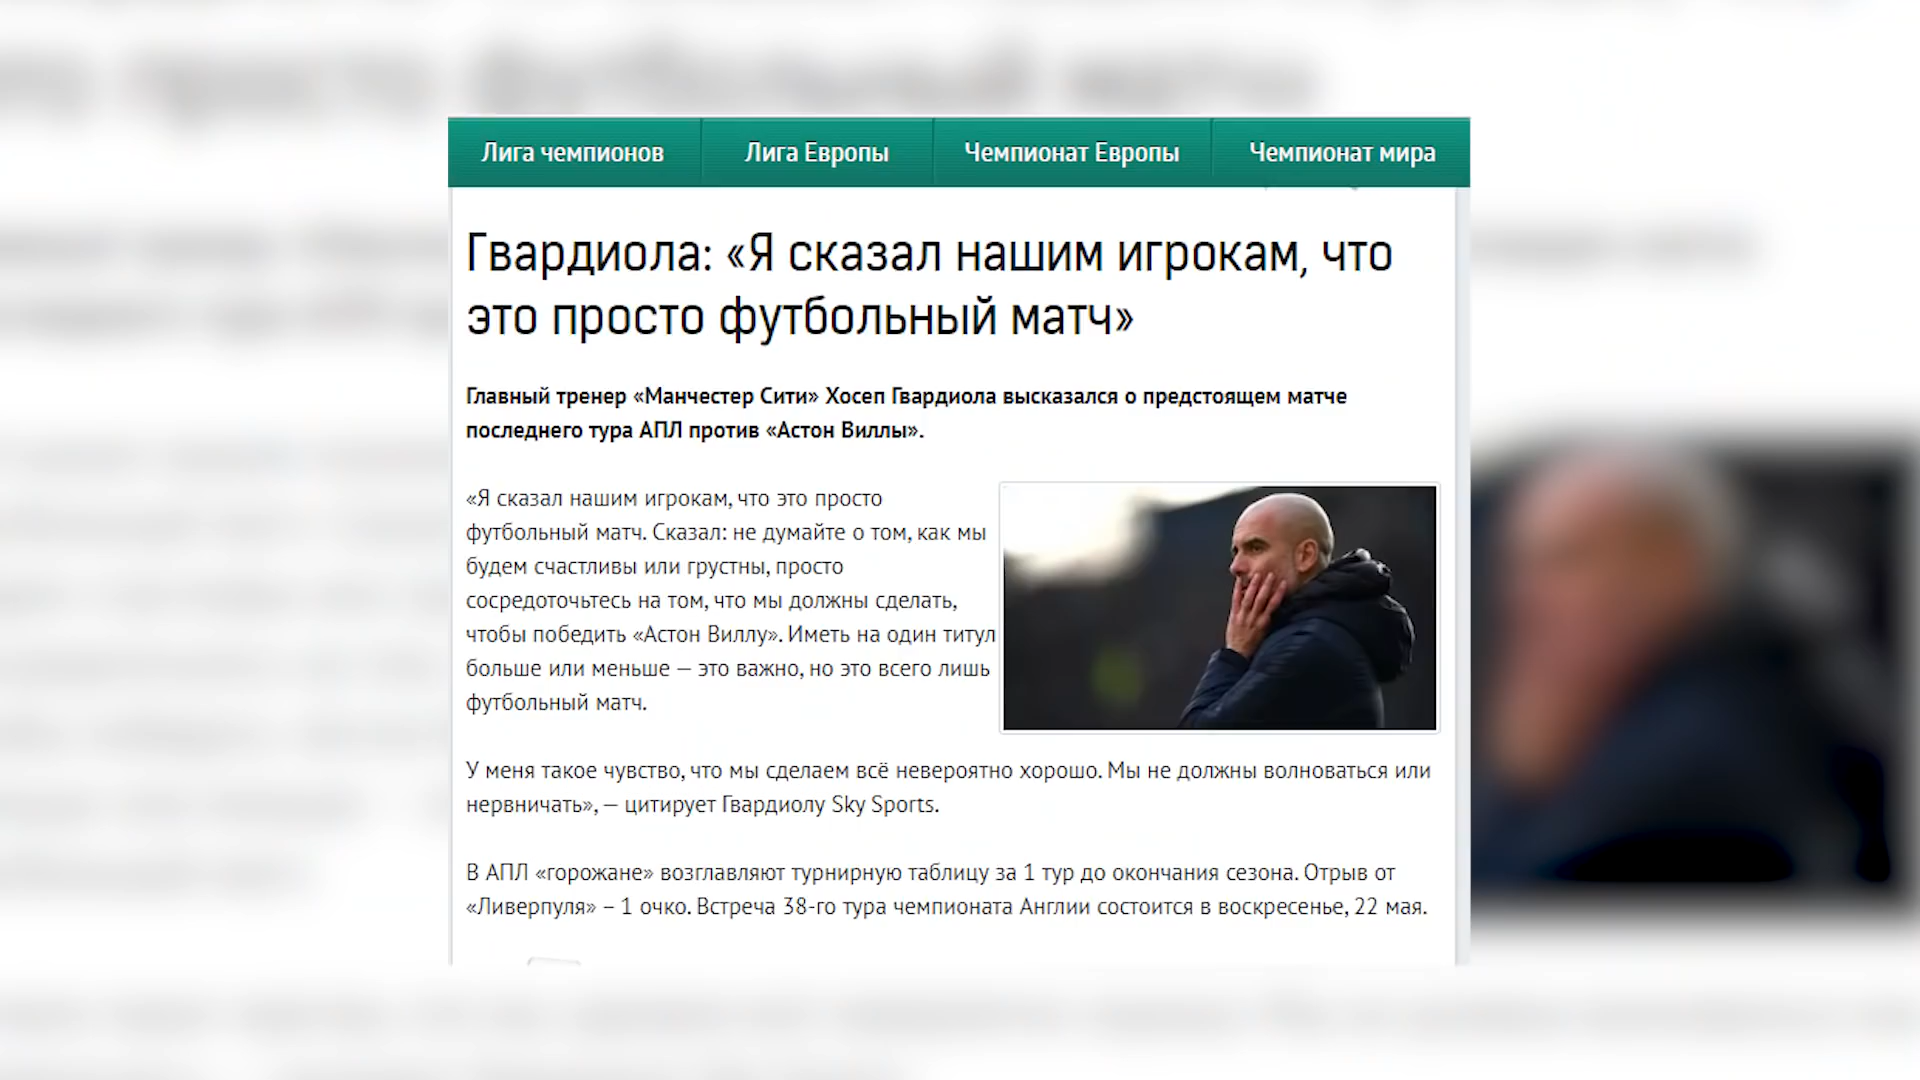 Лига чемпионов
Лига Европы
Чемпионат Европы
Чемпионат мира
Гвардиола: «Я сказал нашим игрокам, что
это просто футбольный матч»
Главный тренер «Манчестер Сити» Хосеп Гвардиола высказался о предстоящем матче
последнего тура АПЛ против «Астон Виллы».
«Я сказал нашим игрокам, что это просто
футбольный матч. Сказал: не думайте о том, как мы
будем счастливы или грустны, просто
сосредоточьтесь на том, что мы должны сделать,
чтобы победить «Астон Виллу». Иметь на один титул
больше или меньше — это важно, но это всего лишь
футбольный матч.
У меня такое чувство, что мы сделаем всё невероятно хорошо. Мы не должны волноваться или
нервничать», — цитирует Гвардиолу Sky Sports.
В АПЛ «горожане» возглавляют турнирную таблицу за 1 тур до окончания сезона. Отрыв от
«Ливерпуля» – 1 очко. Встреча 38-го тура чемпионата Англии состоится в воскресенье, 22 мая.